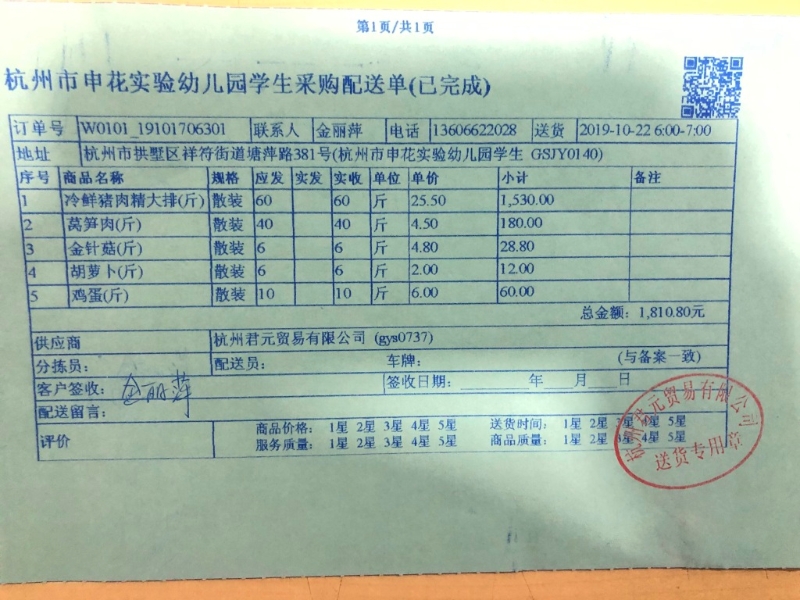 第1页/共1页
杭州市申花实验幼儿园学生采购配送单(已完成)
订单号 W0101_19101706301 联系人 金丽萍 电话 13606622028 送货 2019-10-22 6:00-7:00
地址 杭州市拱墅区祥符街道塘萍路381号(杭州市申花实验幼儿园学生 GSJY0140)
序号 商品名称 规格 应发 实发 实收 单位 单价 小计 备注
1 冷鲜猪肉精大排(斤) 散装 60 60 斤 25.50 1,530.00
2 莴笋肉(斤) 散装 40 40 斤 4.50 180.00
3 金针菇(斤) 散装 6 6 斤 4.80 28.80
4 胡萝卜(斤) 散装 6 6 斤 2.00 12.00
5 鸡蛋(斤) 散装 10 10 斤 6.00 60.00
总金额: 1,810.80元
供应商 杭州君元贸易有限公司 (gys0737)
分拣员: 配送员: 车牌: (与备案一致)
客户签收: 金丽萍 签收日期: 年 月 日
配送留言:
评价 商品价格: 1星 2星 3星 4星 5星 送货时间: 1星 2星 3星 4星 5星
服务质量: 1星 2星 3星 4星 5星 商品质量: 1星 2星 3星 4星 5星
杭州君元贸易有限公司
送货专用章